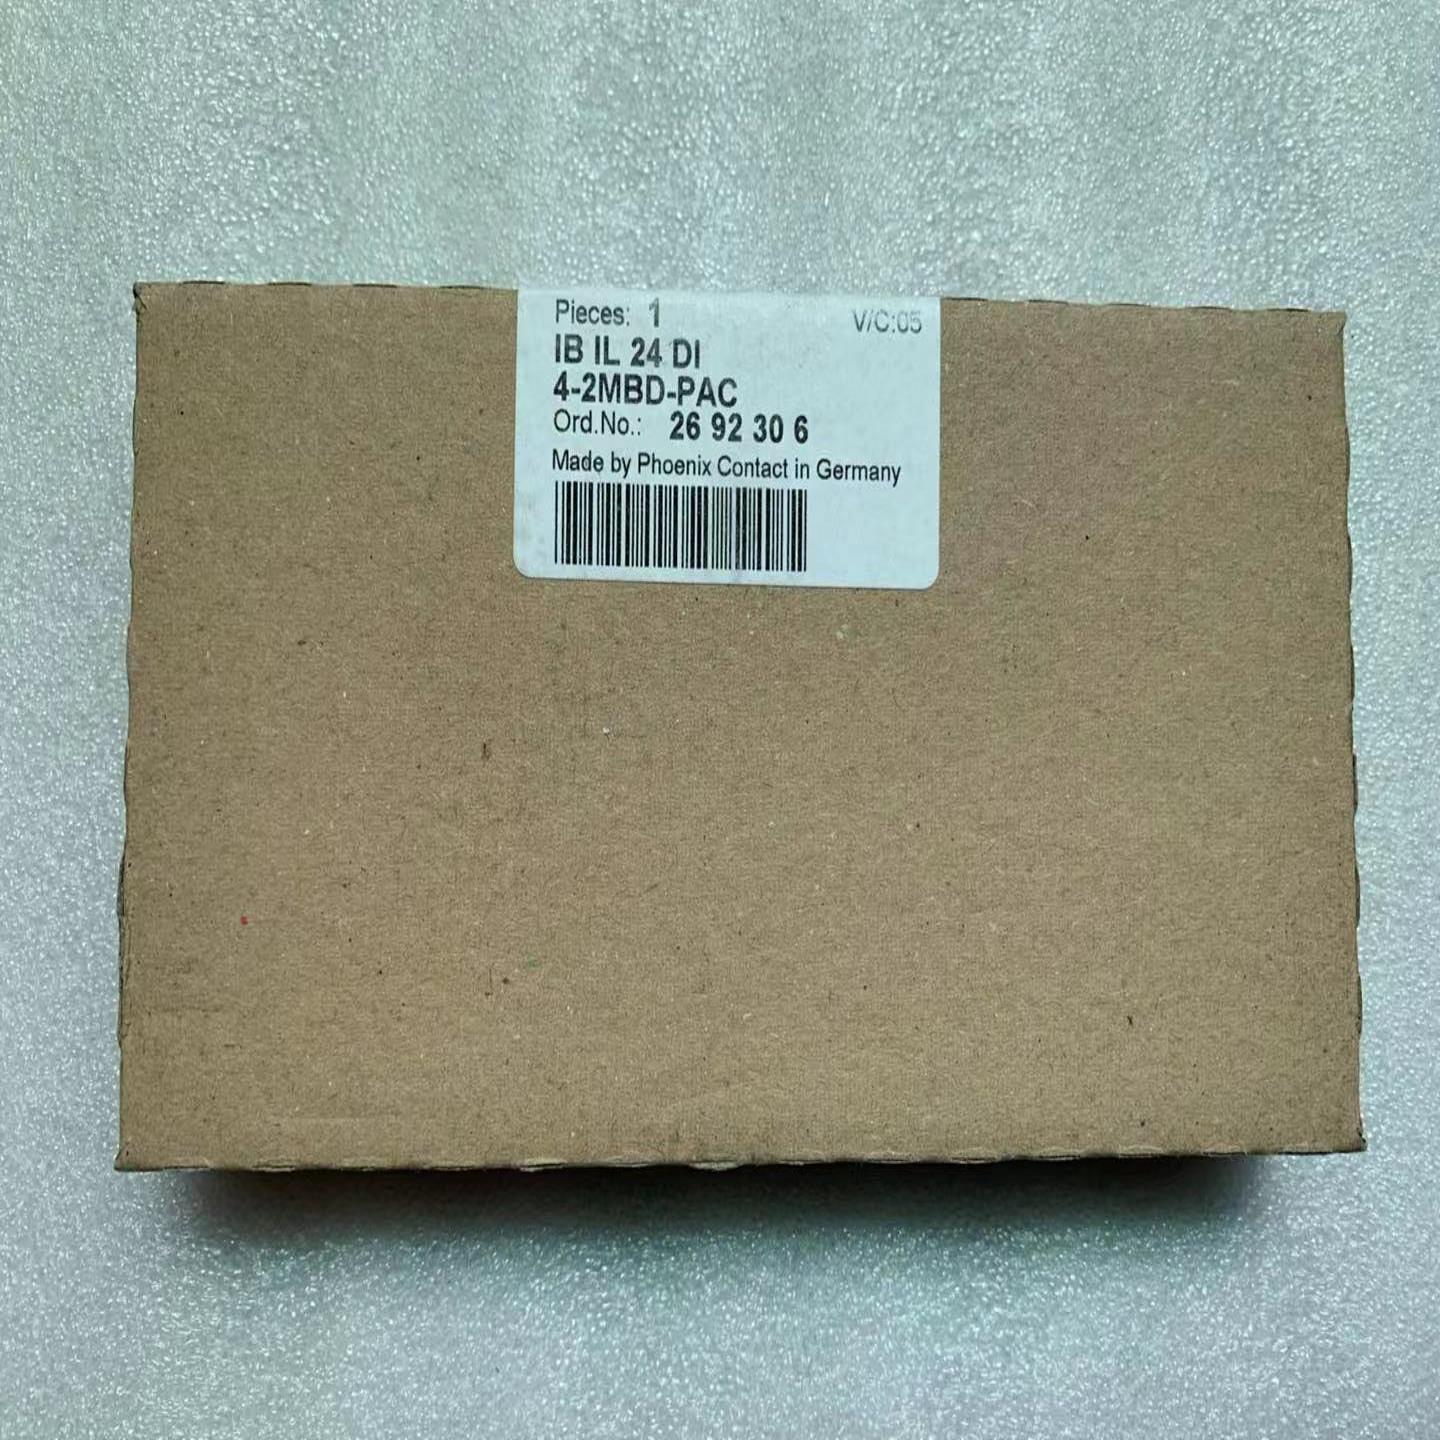 Pieces: 1 V/C:05
IB IL 24 DI
4-2MBD-PAC
Ord.No.: 26 92 30 6
Made by Phoenix Contact in Germany